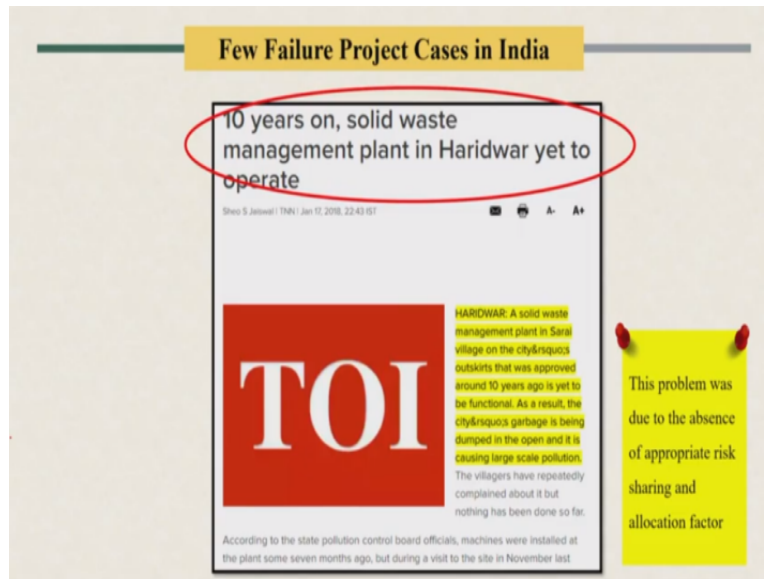 Few Failure Project Cases in India
10 years on, solid waste
management plant in Haridwar yet to
operate
Sheo S Jaiswal | TNN | Jan 17, 2018, 22:43 IST
A- A+
TOI
HARIDWAR: A solid waste
management plant in Sarai
village on the city&rsquo;s
outskirts that was approved
around 10 years ago is yet to
be functional. As a result, the
city&rsquo;s garbage is being
dumped in the open and it is
causing large scale pollution.
The villagers have repeatedly
complained about it but
nothing has been done so far.
According to the state pollution control board officials, machines were installed at
the plant some seven months ago, but during a visit to the site in November last
This problem was
due to the absence
of appropriate risk
sharing and
allocation factor